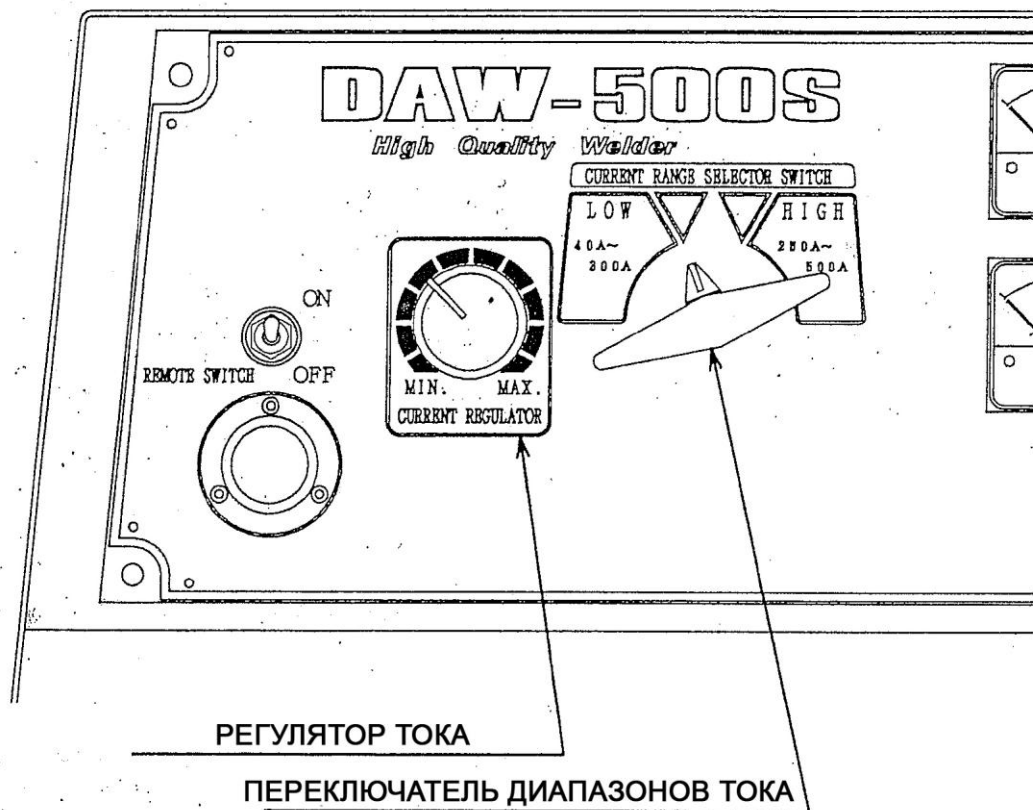 DAW-500S
High Quality Welder
CURRENT RANGE SELECTOR SWITCH
LOW
40A~
300A
HIGH
250A~
500A
ON
REMOTE SWITCH
OFF
MIN.
MAX.
CURRENT REGULATOR
РЕГУЛЯТОР ТОКА
ПЕРЕКЛЮЧАТЕЛЬ ДИАПАЗОНОВ ТОКА